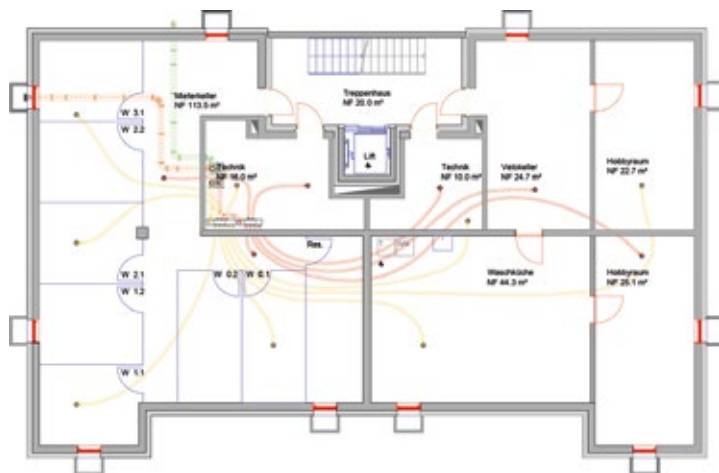 Mieterkeller
NF 113.5 m²
Treppenhaus
NF 20.0 m²
W 3.1
W 2.2
Technik
NF 16.0 m²
Lift
Technik
NF 10.0 m²
Velokeller
NF 24.7 m²
Hobbyraum
NF 22.7 m²
Res.
W 2.1
W 1.2
W 0.2
W 0.1
Waschküche
NF 44.3 m²
Hobbyraum
NF 25.1 m²
W 1.1